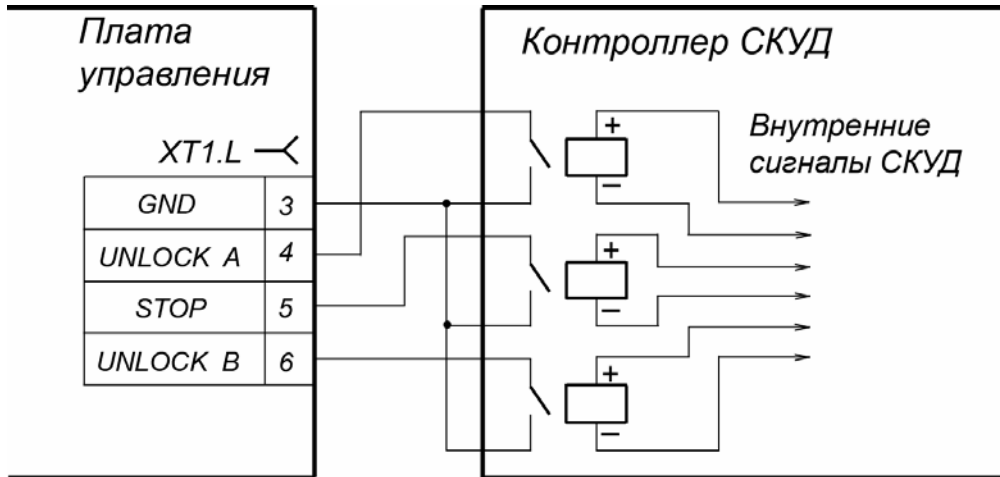 Плата
управления
Контроллер СКУД
XT1.L
GND 3
UNLOCK A 4
STOP 5
UNLOCK B 6
+
–
+
–
+
–
Внутренние
сигналы СКУД